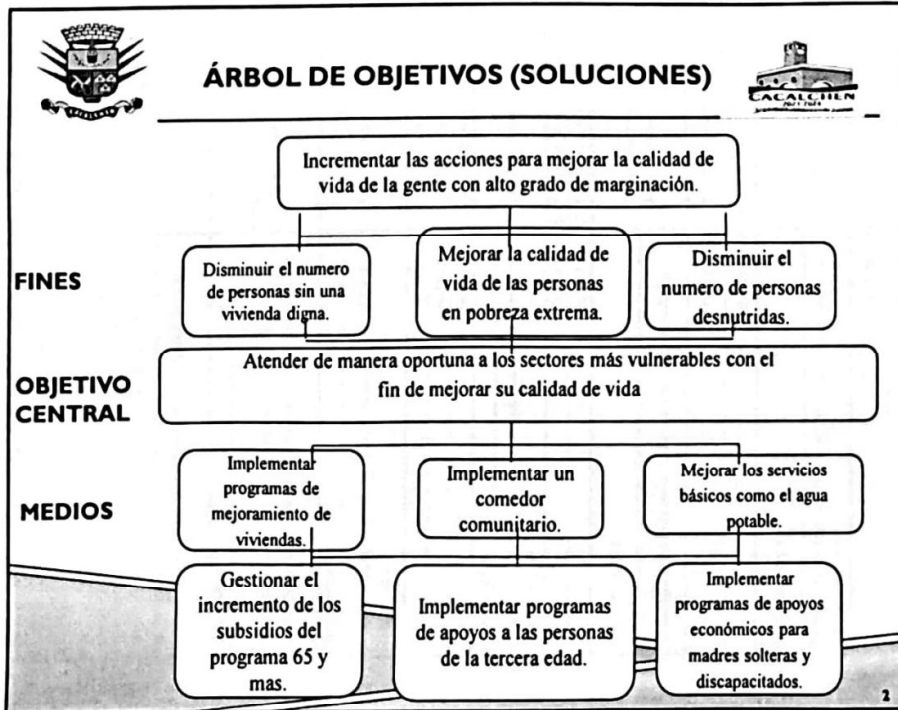 ÁRBOL DE OBJETIVOS (SOLUCIONES)
CACALCHEN
2021-2024
Incrementar las acciones para mejorar la calidad de
vida de la gente con alto grado de marginación.
FINES
Disminuir el numero
de personas sin una
vivienda digna.
Mejorar la calidad de
vida de las personas
en pobreza extrema.
Disminuir el
numero de personas
desnutridas.
OBJETIVO
CENTRAL
Atender de manera oportuna a los sectores más vulnerables con el
fin de mejorar su calidad de vida
MEDIOS
Implementar
programas de
mejoramiento de
viviendas.
Implementar un
comedor
comunitario.
Mejorar los servicios
básicos como el agua
potable.
Gestionar el
incremento de los
subsidios del
programa 65 y
mas.
Implementar programas
de apoyos a las personas
de la tercera edad.
Implementar
programas de apoyos
económicos para
madres solteras y
discapacitados.
2